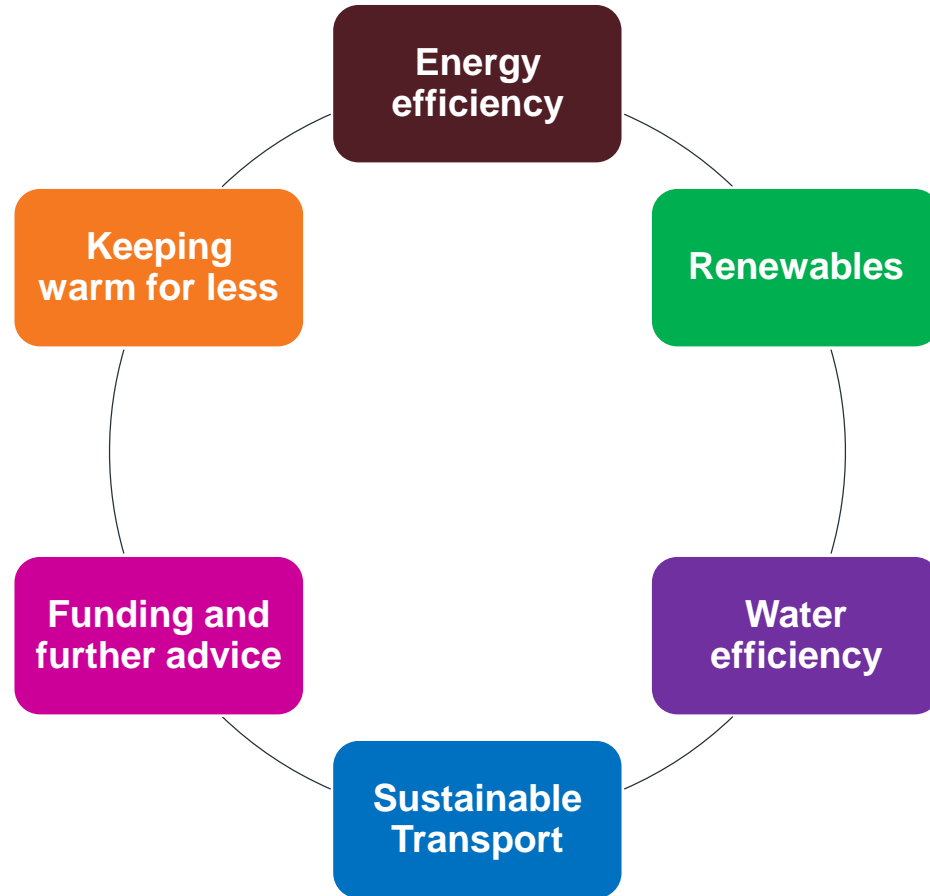 Energy
efficiency
Renewables
Water
efficiency
Sustainable
Transport
Funding and
further advice
Keeping
warm for less